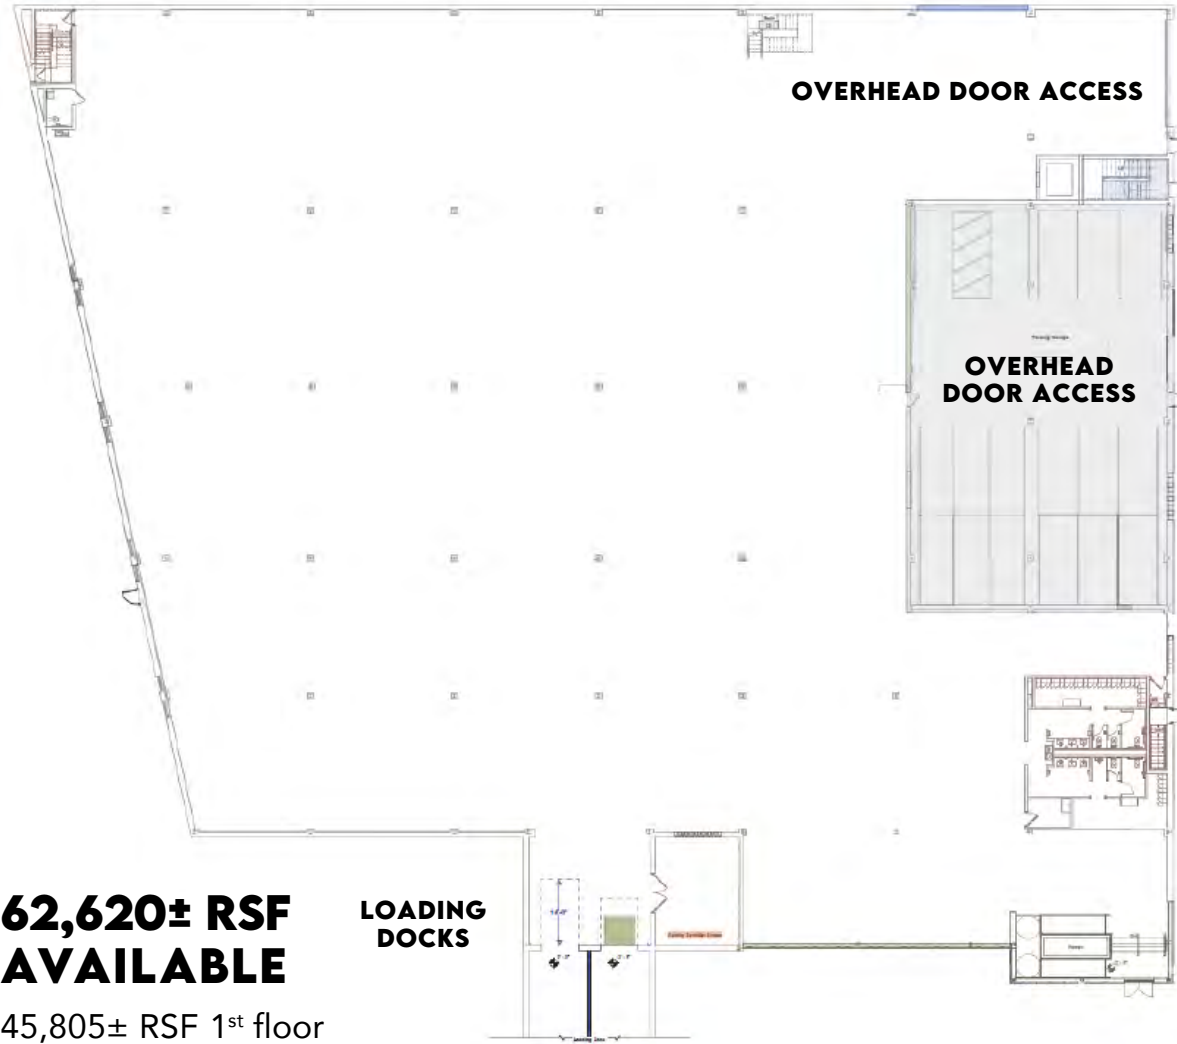 OVERHEAD DOOR ACCESS
OVERHEAD
DOOR ACCESS
62,620± RSF
AVAILABLE
LOADING
DOCKS
45,805± RSF 1st floor